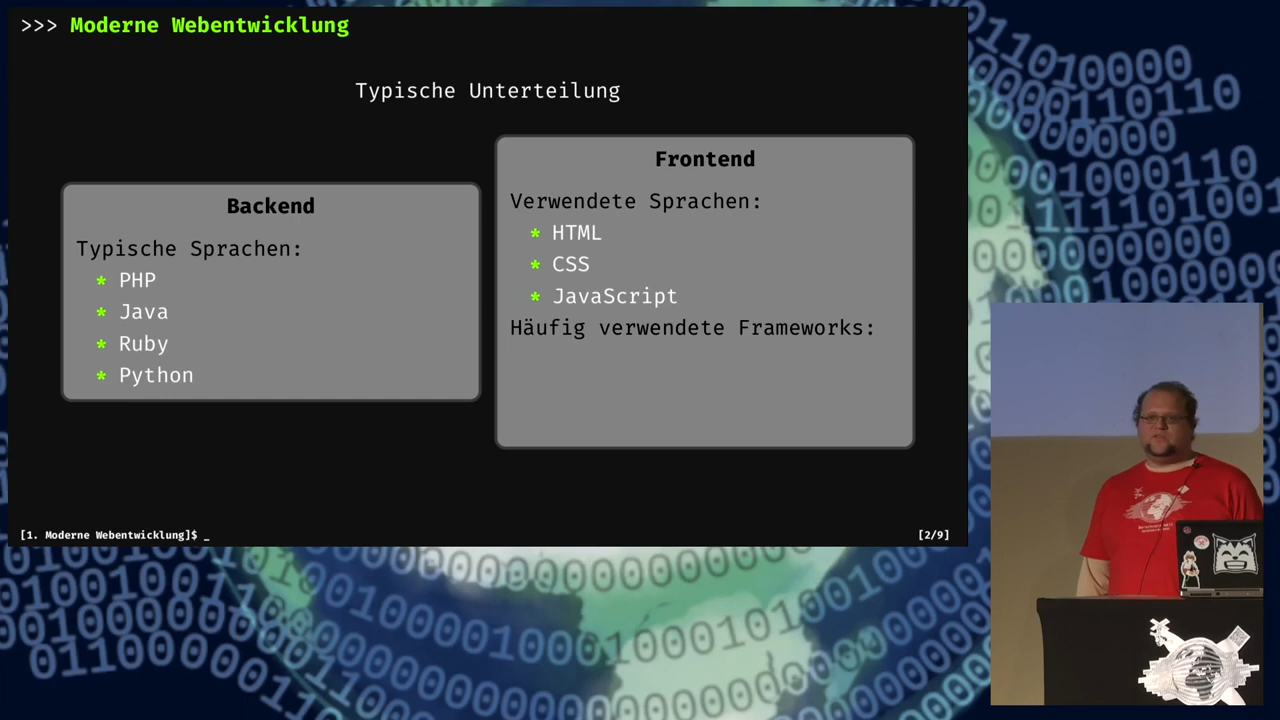 >>> Moderne Webentwicklung
Typische Unterteilung
Backend
Typische Sprachen:
* PHP
* Java
* Ruby
* Python
Frontend
Verwendete Sprachen:
* HTML
* CSS
* JavaScript
Häufig verwendete Frameworks:
[1. Moderne Webentwicklung]$ _
[2/9]